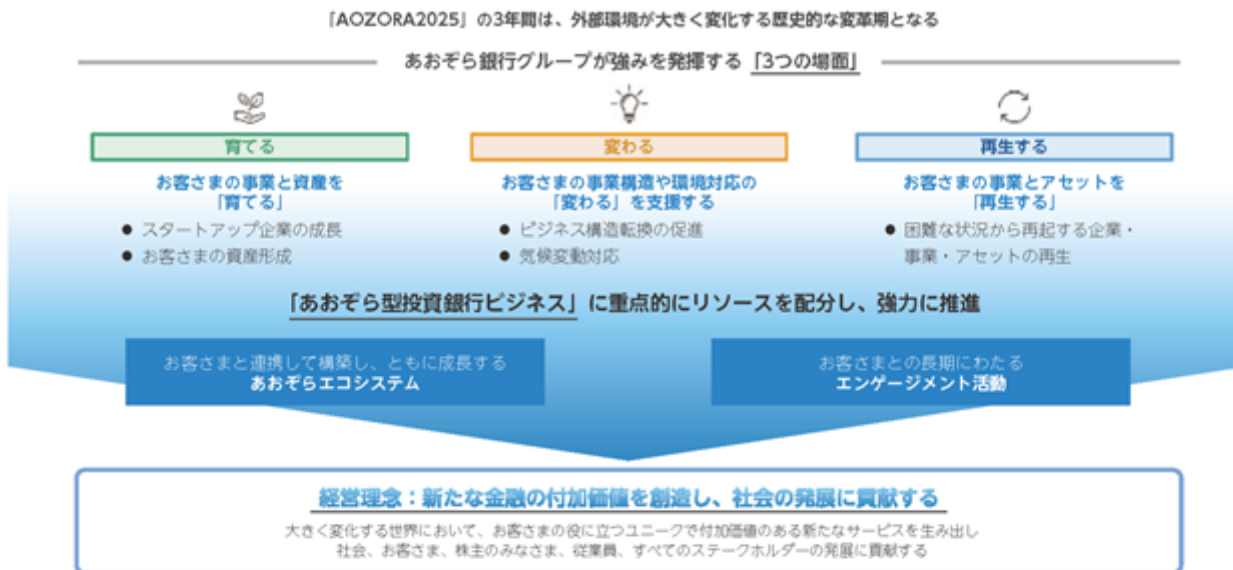 「AOZORA2025」の3年間は、外部環境が大きく変化する歴史的な変革期となる
あおぞら銀行グループが強みを発揮する「3つの場面」
育てる
お客さまの事業と資産を
「育てる」
● スタートアップ企業の成長
● お客さまの資産形成
変わる
お客さまの事業構造や環境対応の
「変わる」を支援する
● ビジネス構造転換の促進
● 気候変動対応
再生する
お客さまの事業とアセットを
「再生する」
● 困難な状況から再起する企業・
事業・アセットの再生
「あおぞら型投資銀行ビジネス」に重点的にリソースを配分し、強力に推進
お客さまと連携して構築し、ともに成長する
あおぞらエコシステム
お客さまとの長期にわたる
エンゲージメント活動
経営理念：新たな金融の付加価値を創造し、社会の発展に貢献する
大きく変化する世界において、お客さまの役に立つユニークで付加価値のある新たなサービスを生み出し
社会、お客さま、株主のみなさま、従業員、すべてのステークホルダーの発展に貢献する